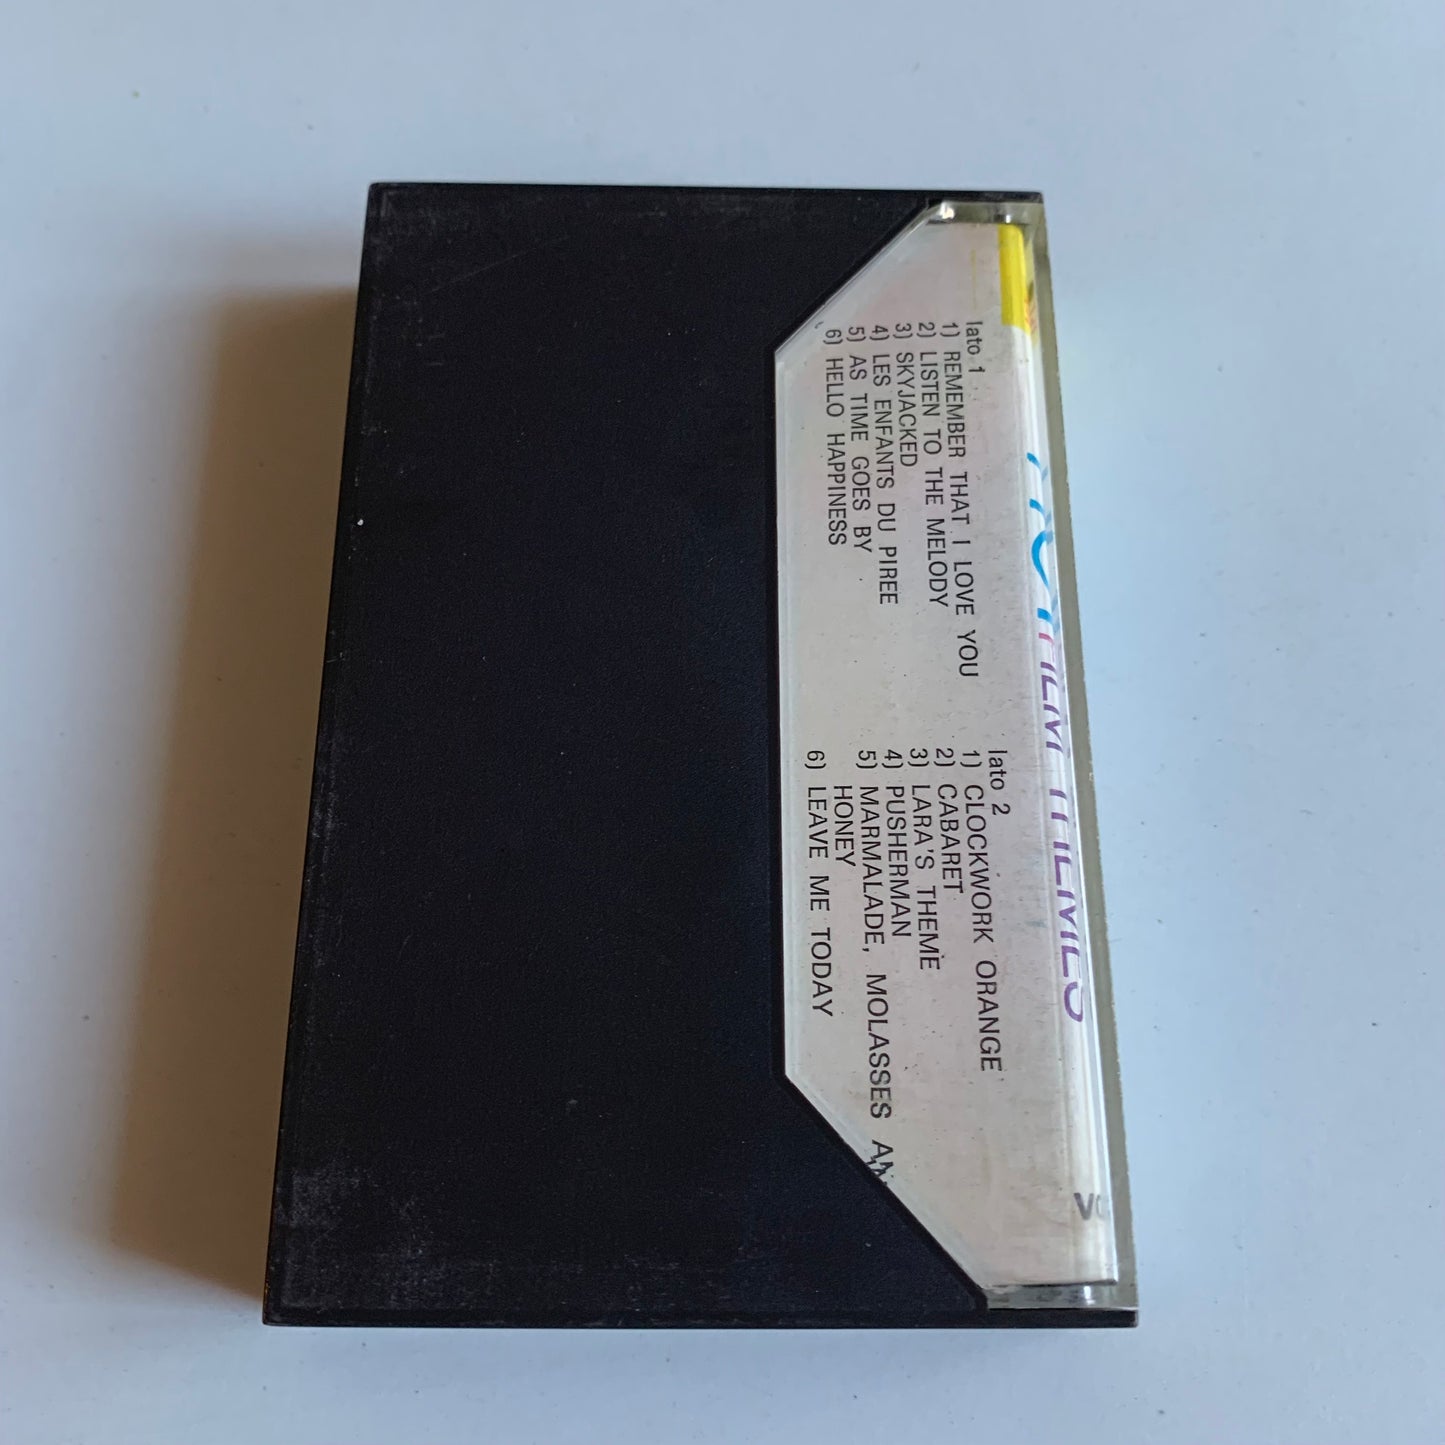 lato 1
1) REMEMBER THAT I LOVE YOU
2) LISTEN TO THE MELODY
3) SKYJACKED
4) LES ENFANTS DU PIREE
5) AS TIME GOES BY
6) HELLO HAPPINESS
lato 2
1) CLOCKWORK ORANGE
2) CABARET
3) LARA'S THEME
4) PUSHERMAN
5) MARMALADE, MOLASSES AN
HONEY
6) LEAVE ME TODAY
THEMES